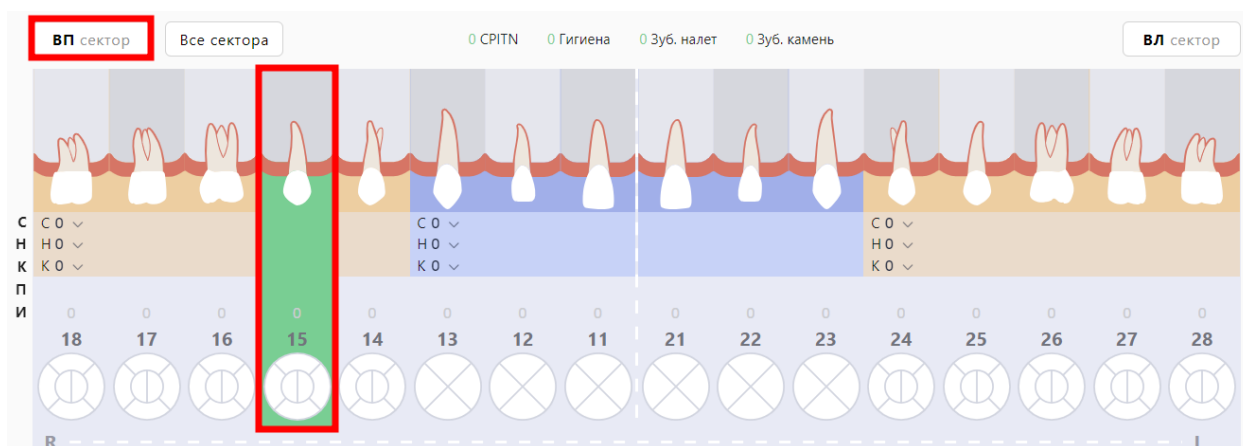 ВП сектор Все сектора 0 CPITN 0 Гигиена 0 Зуб. налет 0 Зуб. камень ВЛ сектор
С С 0 С 0 С 0
Н Н 0 Н 0 Н 0
К К 0 К 0 К 0
П
И 0 0 0 0 0 0 0 0 0 0 0 0 0 0 0 0
18 17 16 15 14 13 12 11 21 22 23 24 25 26 27 28
R L